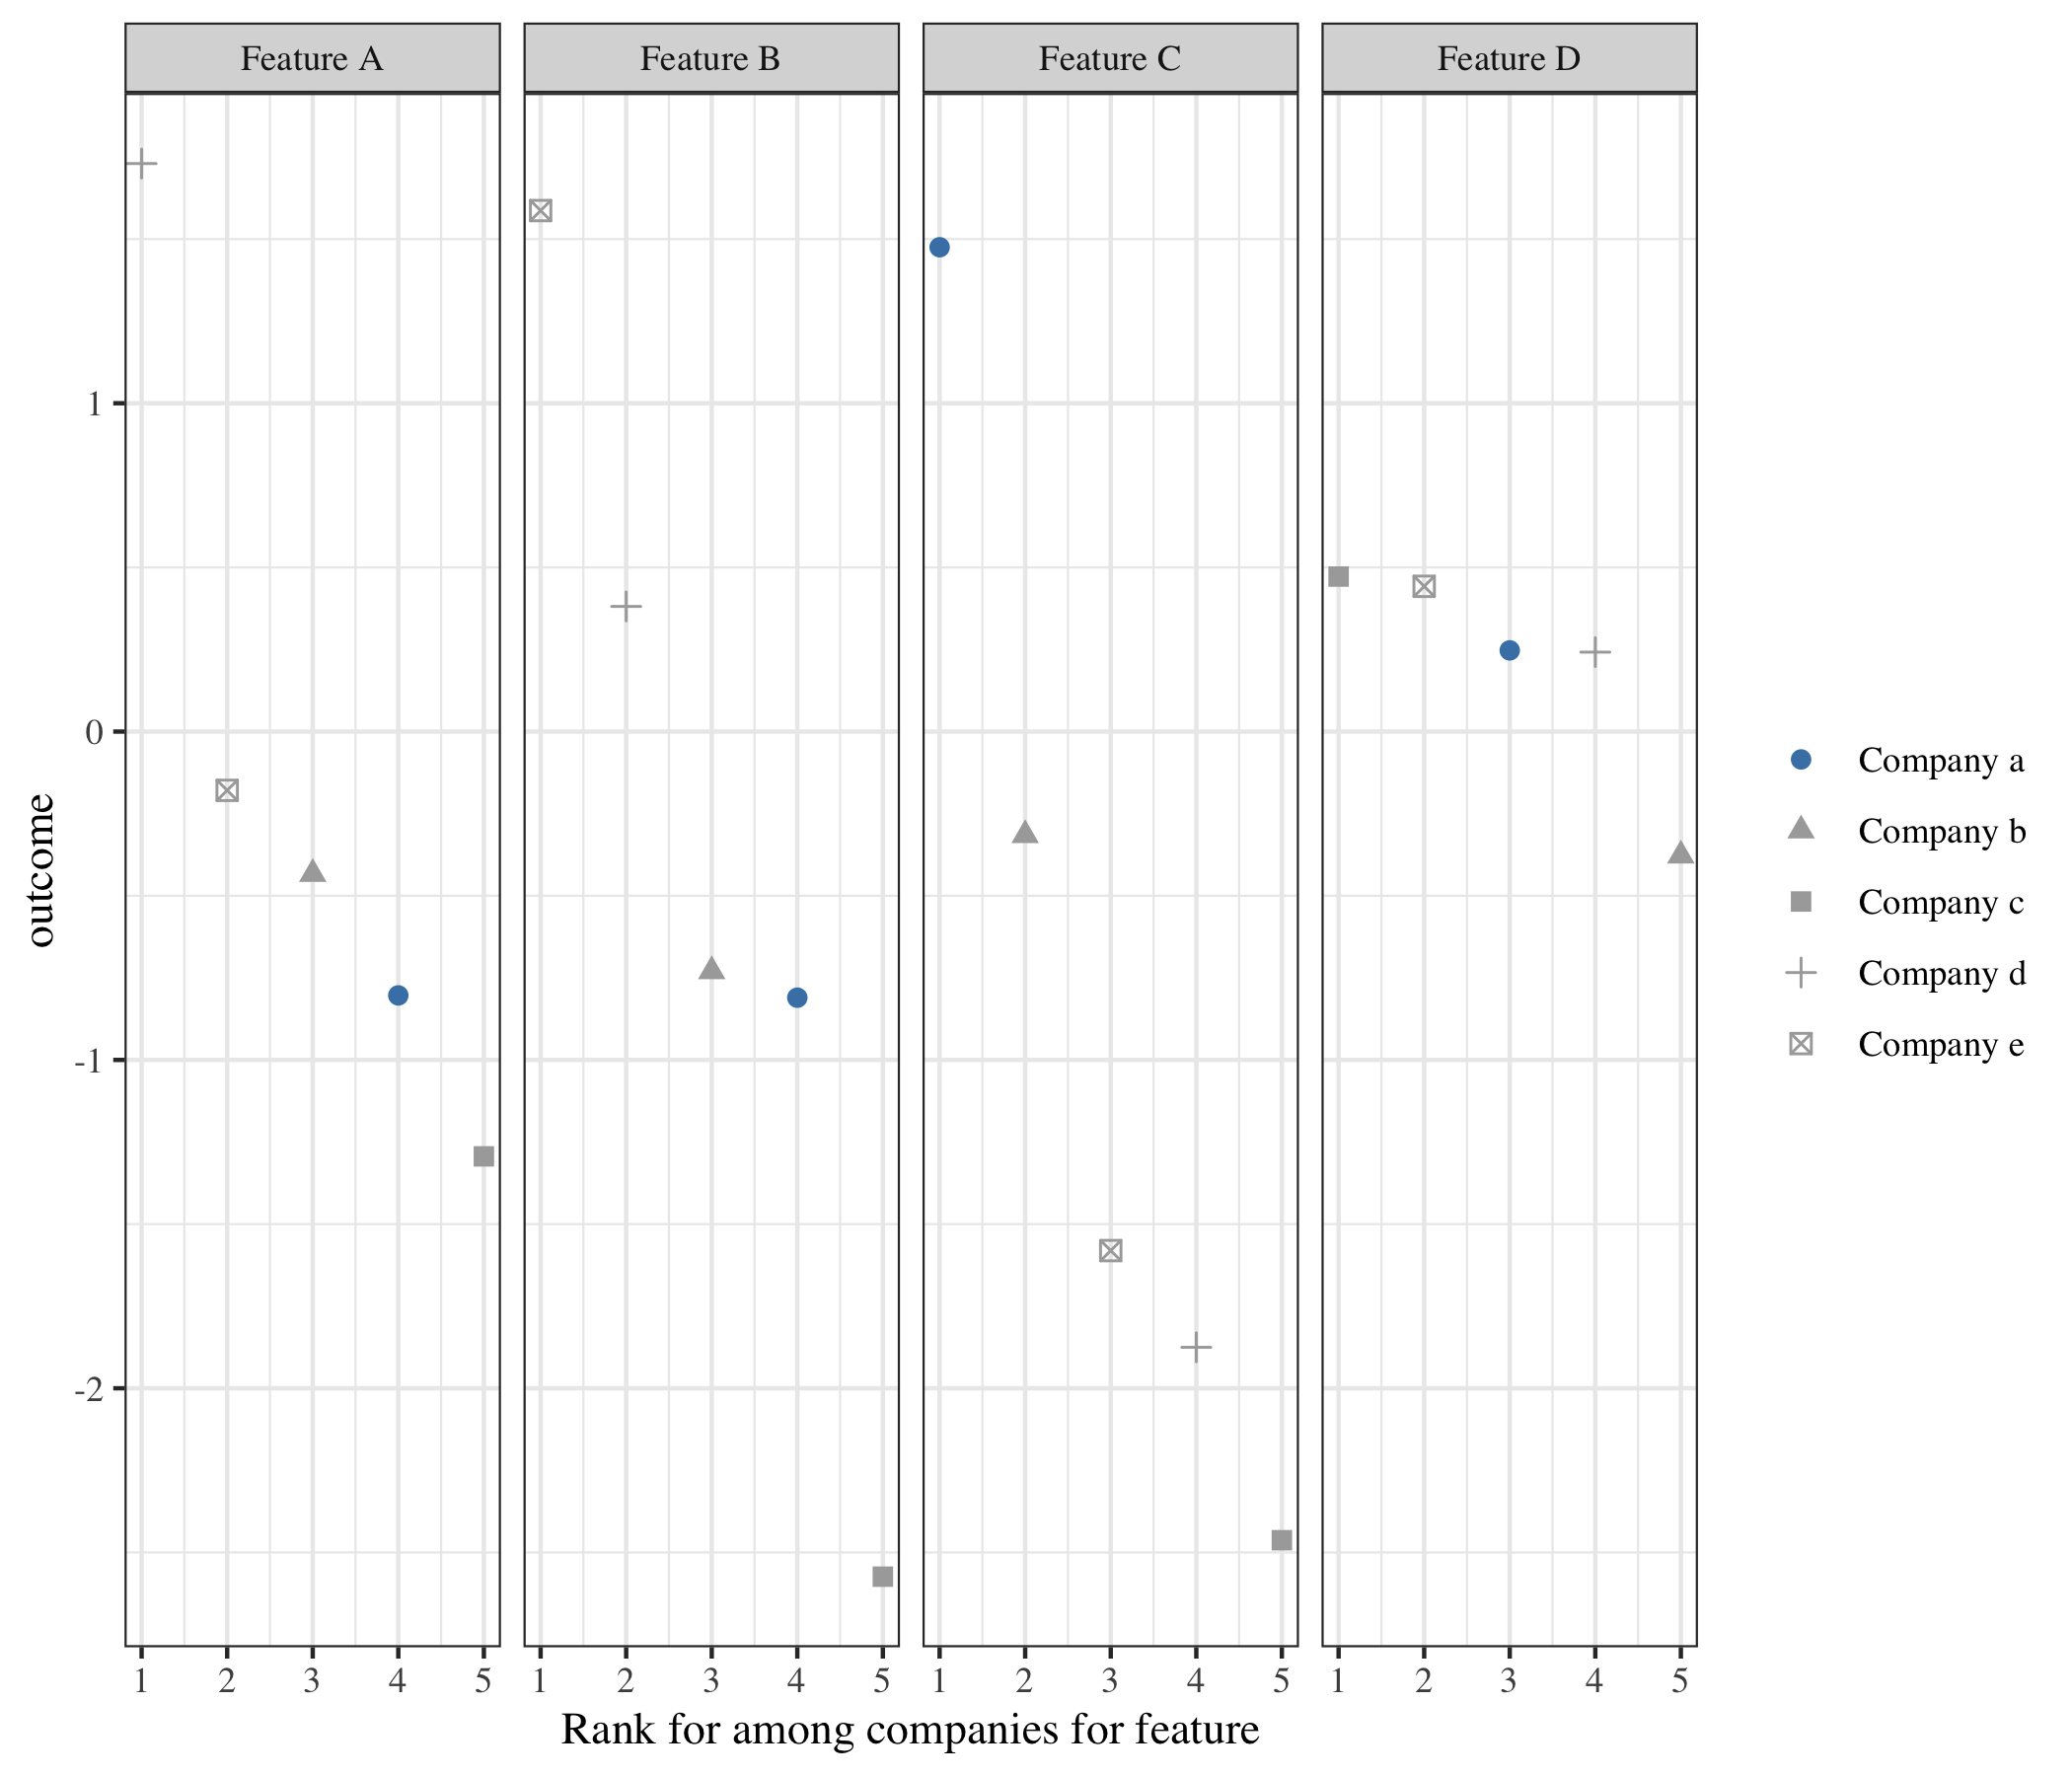 Feature A
Feature B
Feature C
Feature D
1
0
-1
-2
outcome
1 2 3 4 5
1 2 3 4 5
1 2 3 4 5
1 2 3 4 5
Rank for among companies for feature
Company a
Company b
Company c
Company d
Company e